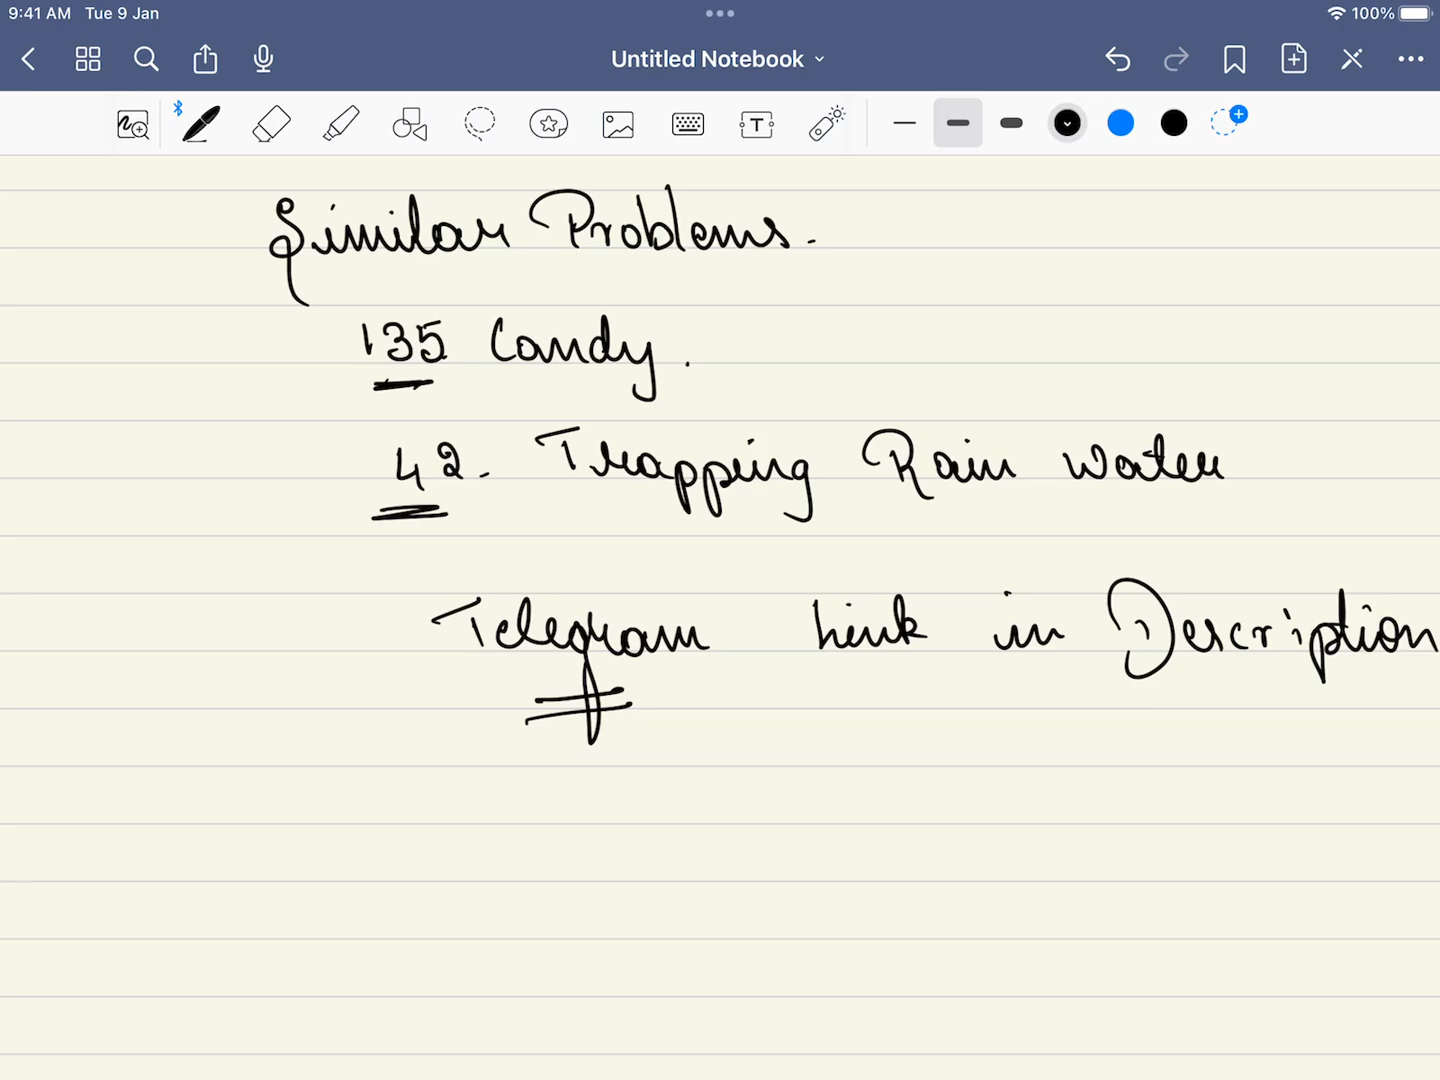 9:41 AM Tue 9 Jan 100%
Untitled Notebook
T
Similar Problems.
135 Candy.
42. Trapping Rain Water
Telegram Link in Description